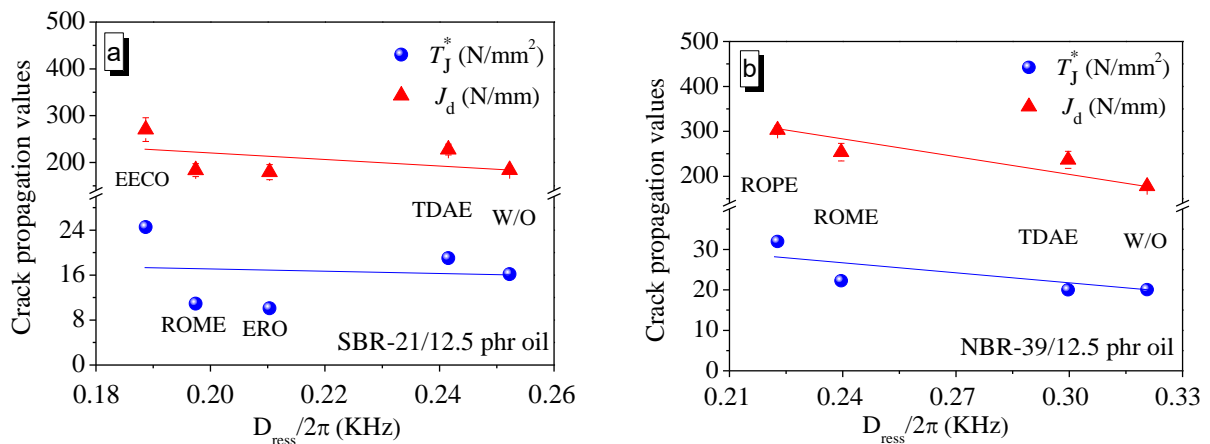 a
T*J (N/mm2)
Jd (N/mm)
Crack propagation values
500
400
300
200
24
16
8
0
EECO
ROME
ERO
TDAE
W/O
SBR-21/12.5 phr oil
0.18
0.20
0.22
0.24
0.26
Dress/2π (KHz)
b
T*J (N/mm2)
Jd (N/mm)
Crack propagation values
500
400
300
200
30
20
10
0
ROPE
ROME
TDAE
W/O
NBR-39/12.5 phr oil
0.21
0.24
0.27
0.30
0.33
Dress/2π (KHz)